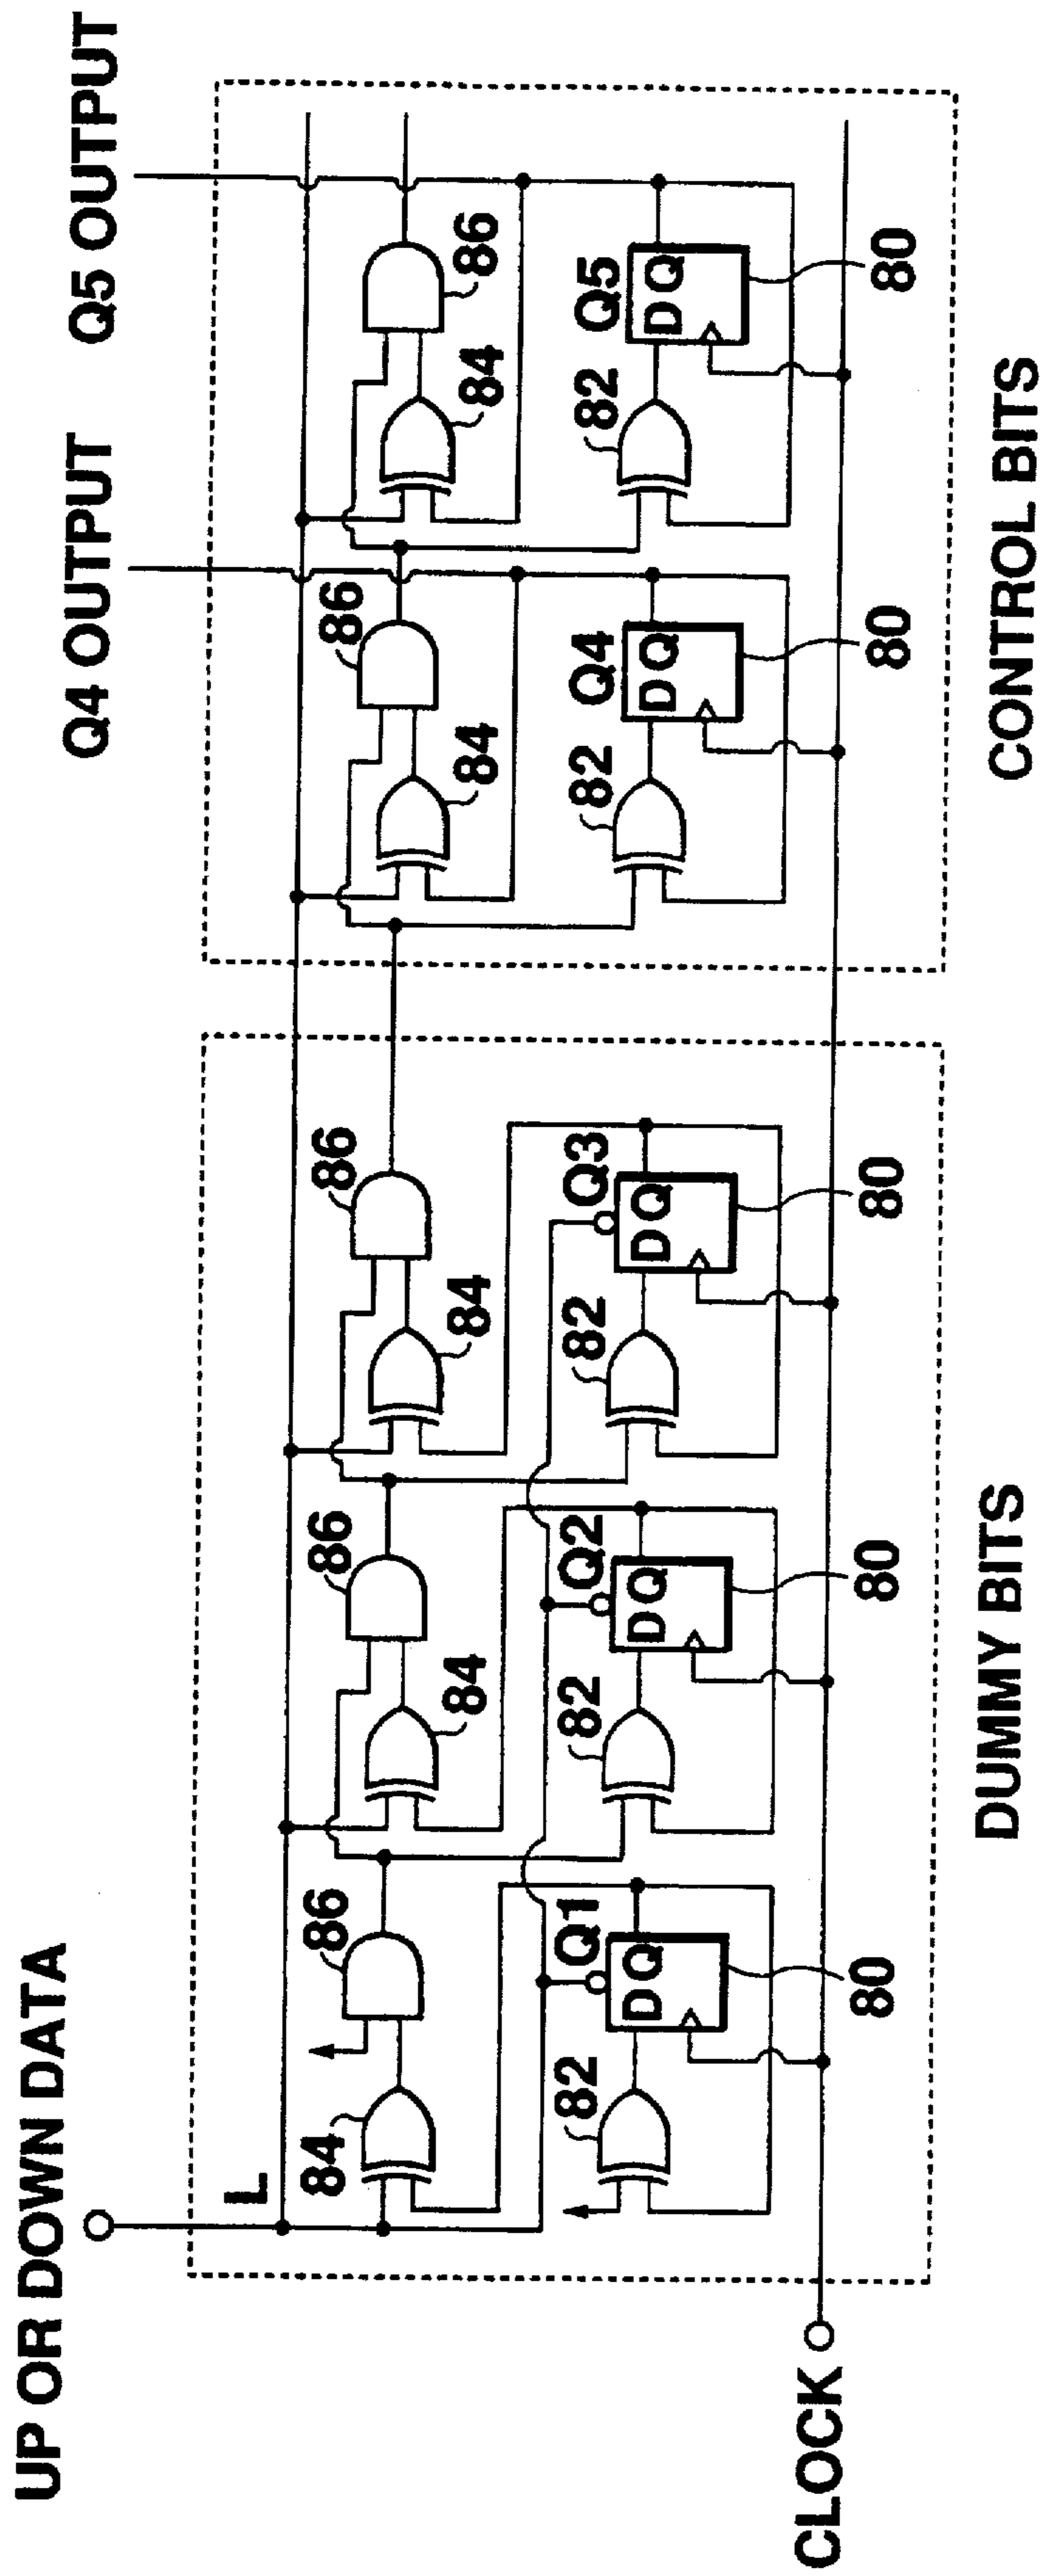 UP OR DOWN DATA
Q4 OUTPUT
Q5 OUTPUT
L
84
86
84
86
84
86
84
86
84
86
82
Q1
D Q
80
82
Q2
D Q
80
82
Q3
D Q
80
82
Q4
D Q
80
82
Q5
D Q
80
CLOCK
DUMMY BITS
CONTROL BITS